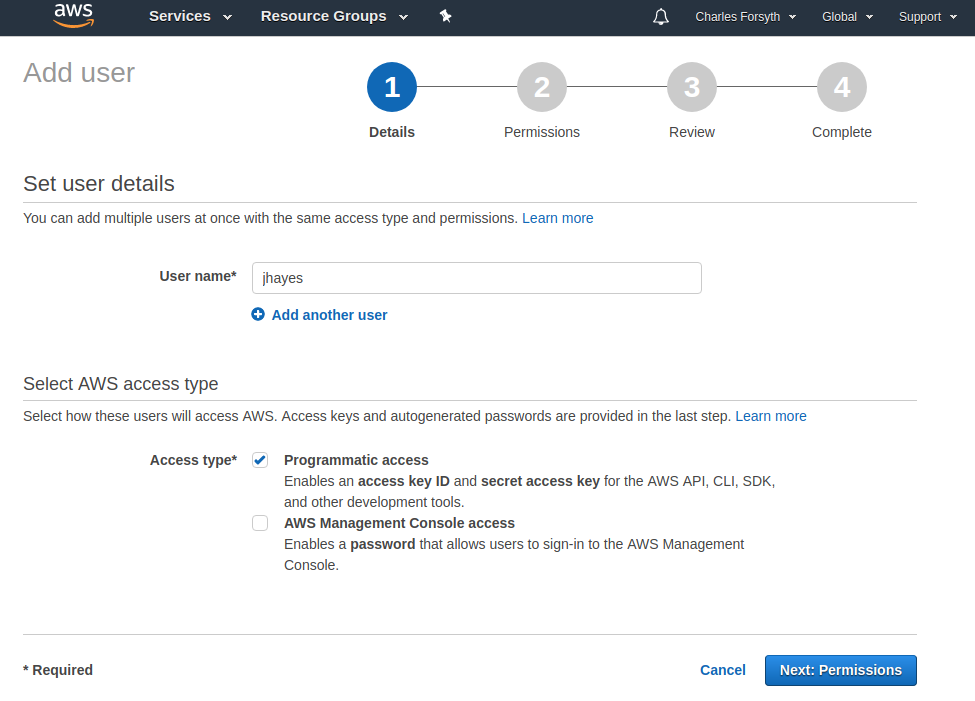 aws Services Resource Groups Charles Forsyth Global Support
Add user
1 2 3 4
Details Permissions Review Complete
Set user details
You can add multiple users at once with the same access type and permissions. Learn more
User name* jhayes
Add another user
Select AWS access type
Select how these users will access AWS. Access keys and autogenerated passwords are provided in the last step. Learn more
Access type* Programmatic access
Enables an access key ID and secret access key for the AWS API, CLI, SDK,
and other development tools.
AWS Management Console access
Enables a password that allows users to sign-in to the AWS Management
Console.
* Required Cancel Next: Permissions